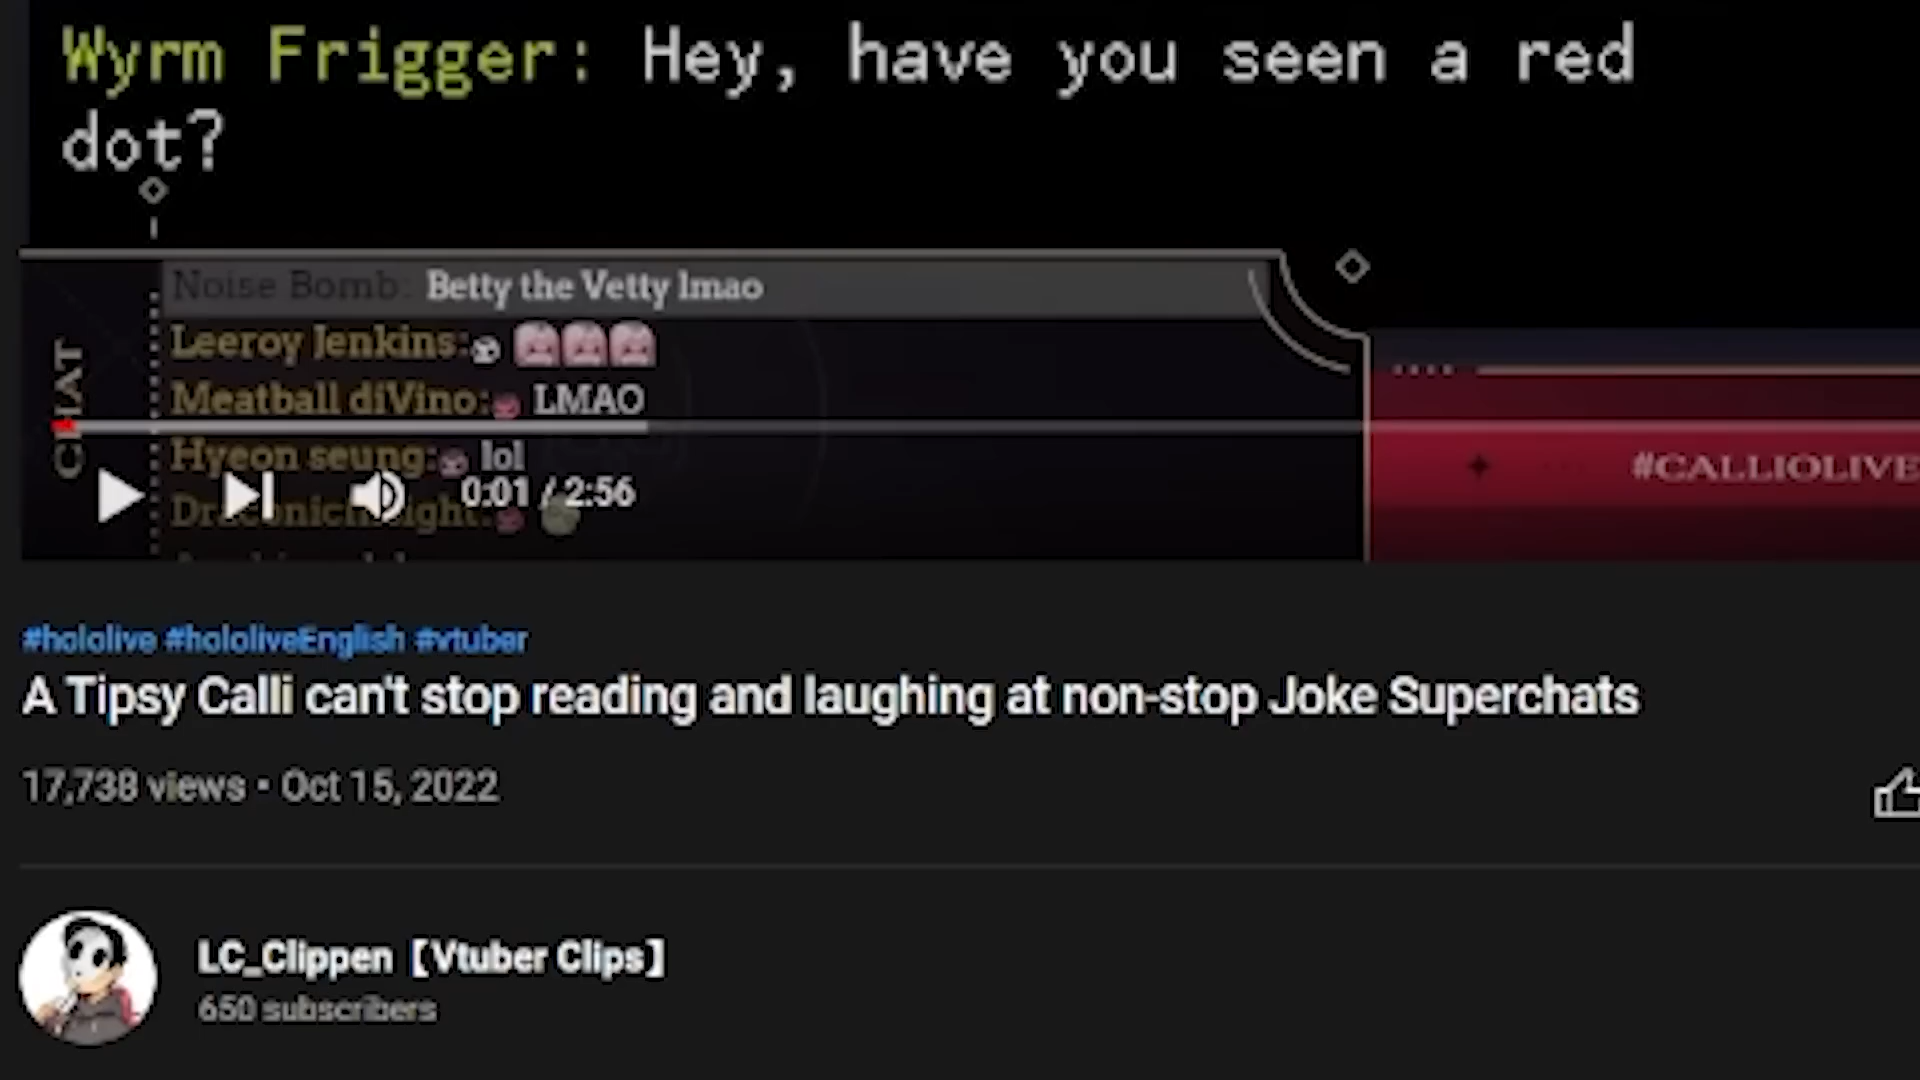 Wyrm Frigger: Hey, have you seen a red
dot?
Noise Bomb: Betty the Vetty lmao
Leeroy Jenkins:
Meatball diVino: LMAO
CHAT
Hyeon seung: lol
0:01 / 2:56
#CALLIOLIVE
#hololive #hololiveEnglish #vtuber
A Tipsy Calli can't stop reading and laughing at non-stop Joke Superchats
17,738 views • Oct 15, 2022
LC_Clippen【Vtuber Clips】
650 subscribers